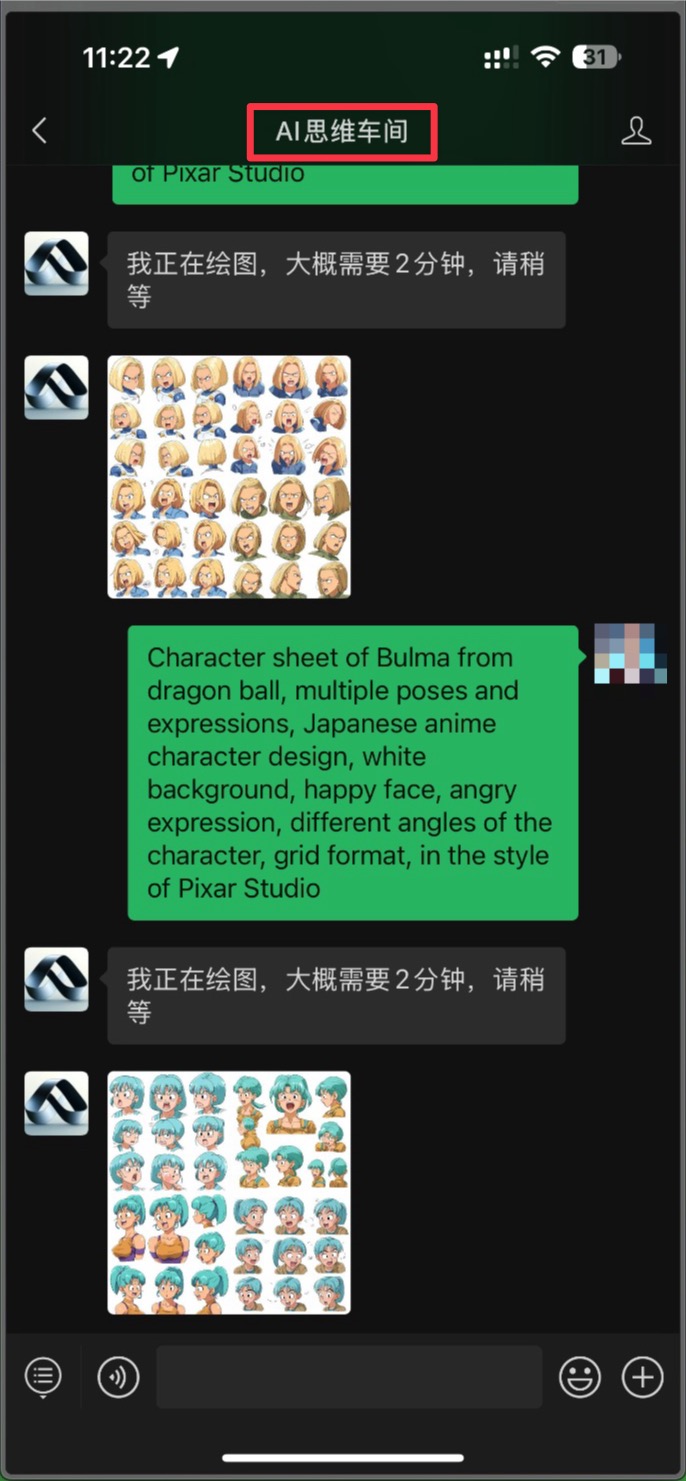 11:22
31
AI思维车间
of Pixar Studio
我正在绘图，大概需要2分钟，请稍
等
Character sheet of Bulma from
dragon ball, multiple poses and
expressions, Japanese anime
character design, white
background, happy face, angry
expression, different angles of the
character, grid format, in the style
of Pixar Studio
我正在绘图，大概需要2分钟，请稍
等